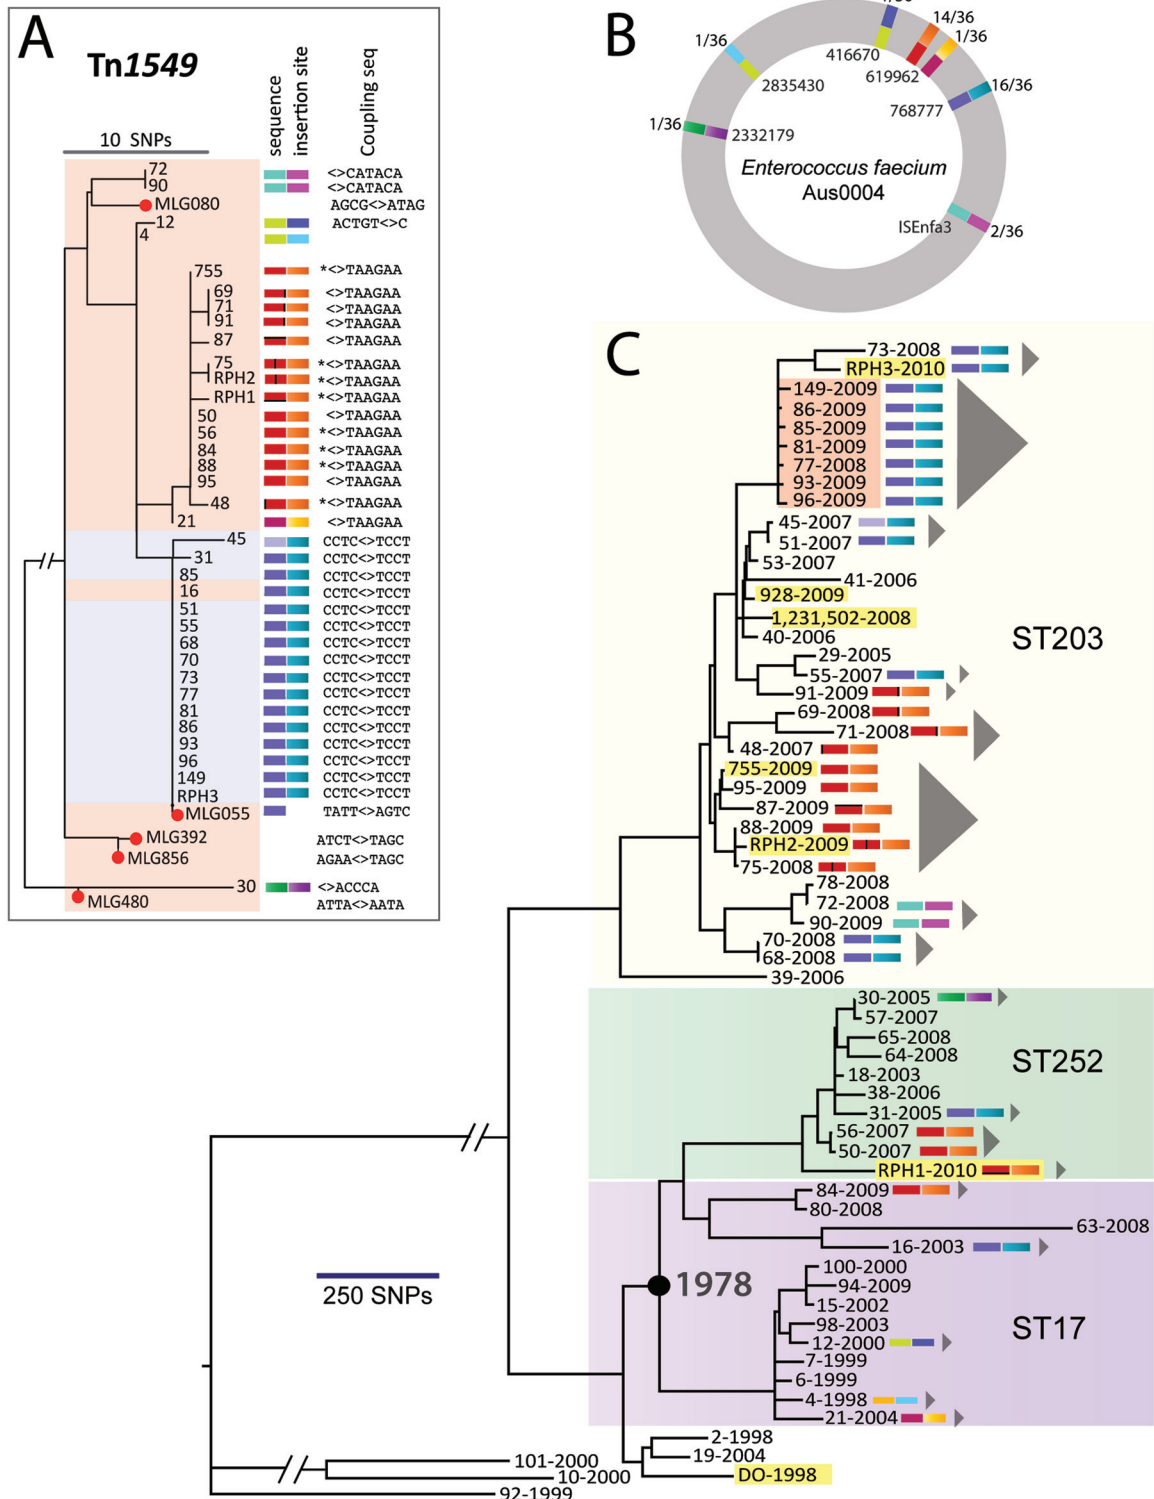 A
Tn1549
10 SNPs
sequence
insertion site
Coupling seq
72 <>CATACA
90 <>CATACA
MLG080 AGCG<>ATAG
12 ACTGT<>C
4
755 *<>TAAGAA
69 <>TAAGAA
71 <>TAAGAA
91 <>TAAGAA
87 <>TAAGAA
75 *<>TAAGAA
RPH2 *<>TAAGAA
RPH1 *<>TAAGAA
50 <>TAAGAA
56 *<>TAAGAA
84 *<>TAAGAA
88 *<>TAAGAA
95 <>TAAGAA
48 *<>TAAGAA
21 <>TAAGAA
45 CCTC<>TCCT
31 CCTC<>TCCT
85 CCTC<>TCCT
16 CCTC<>TCCT
51 CCTC<>TCCT
55 CCTC<>TCCT
68 CCTC<>TCCT
70 CCTC<>TCCT
73 CCTC<>TCCT
77 CCTC<>TCCT
81 CCTC<>TCCT
86 CCTC<>TCCT
93 CCTC<>TCCT
96 CCTC<>TCCT
149 CCTC<>TCCT
RPH3 CCTC<>TCCT
MLG055 TATT<>AGTC
MLG392 ATCT<>TAGC
MLG856 AGAA<>TAGC
30 <>ACCCA
MLG480 ATTA<>AATA
B
14/36
1/36
1/36
416670
619962
2835430
16/36
768777
1/36
2332179
Enterococcus faecium
Aus0004
ISEnfa3
2/36
C
73-2008
RPH3-2010
149-2009
86-2009
85-2009
81-2009
77-2008
93-2009
96-2009
45-2007
51-2007
53-2007
41-2006
928-2009
1,231,502-2008
40-2006
ST203
29-2005
55-2007
91-2009
69-2008
71-2008
48-2007
755-2009
95-2009
87-2009
88-2009
RPH2-2009
75-2008
78-2008
72-2008
90-2009
70-2008
68-2008
39-2006
30-2005
57-2007
65-2008
64-2008
ST252
18-2003
38-2006
31-2005
56-2007
50-2007
RPH1-2010
84-2009
80-2008
63-2008
16-2003
100-2000
1978
94-2009
250 SNPs
15-2002
98-2003
ST17
12-2000
7-1999
6-1999
4-1998
21-2004
2-1998
19-2004
101-2000
10-2000
DO-1998
92-1999